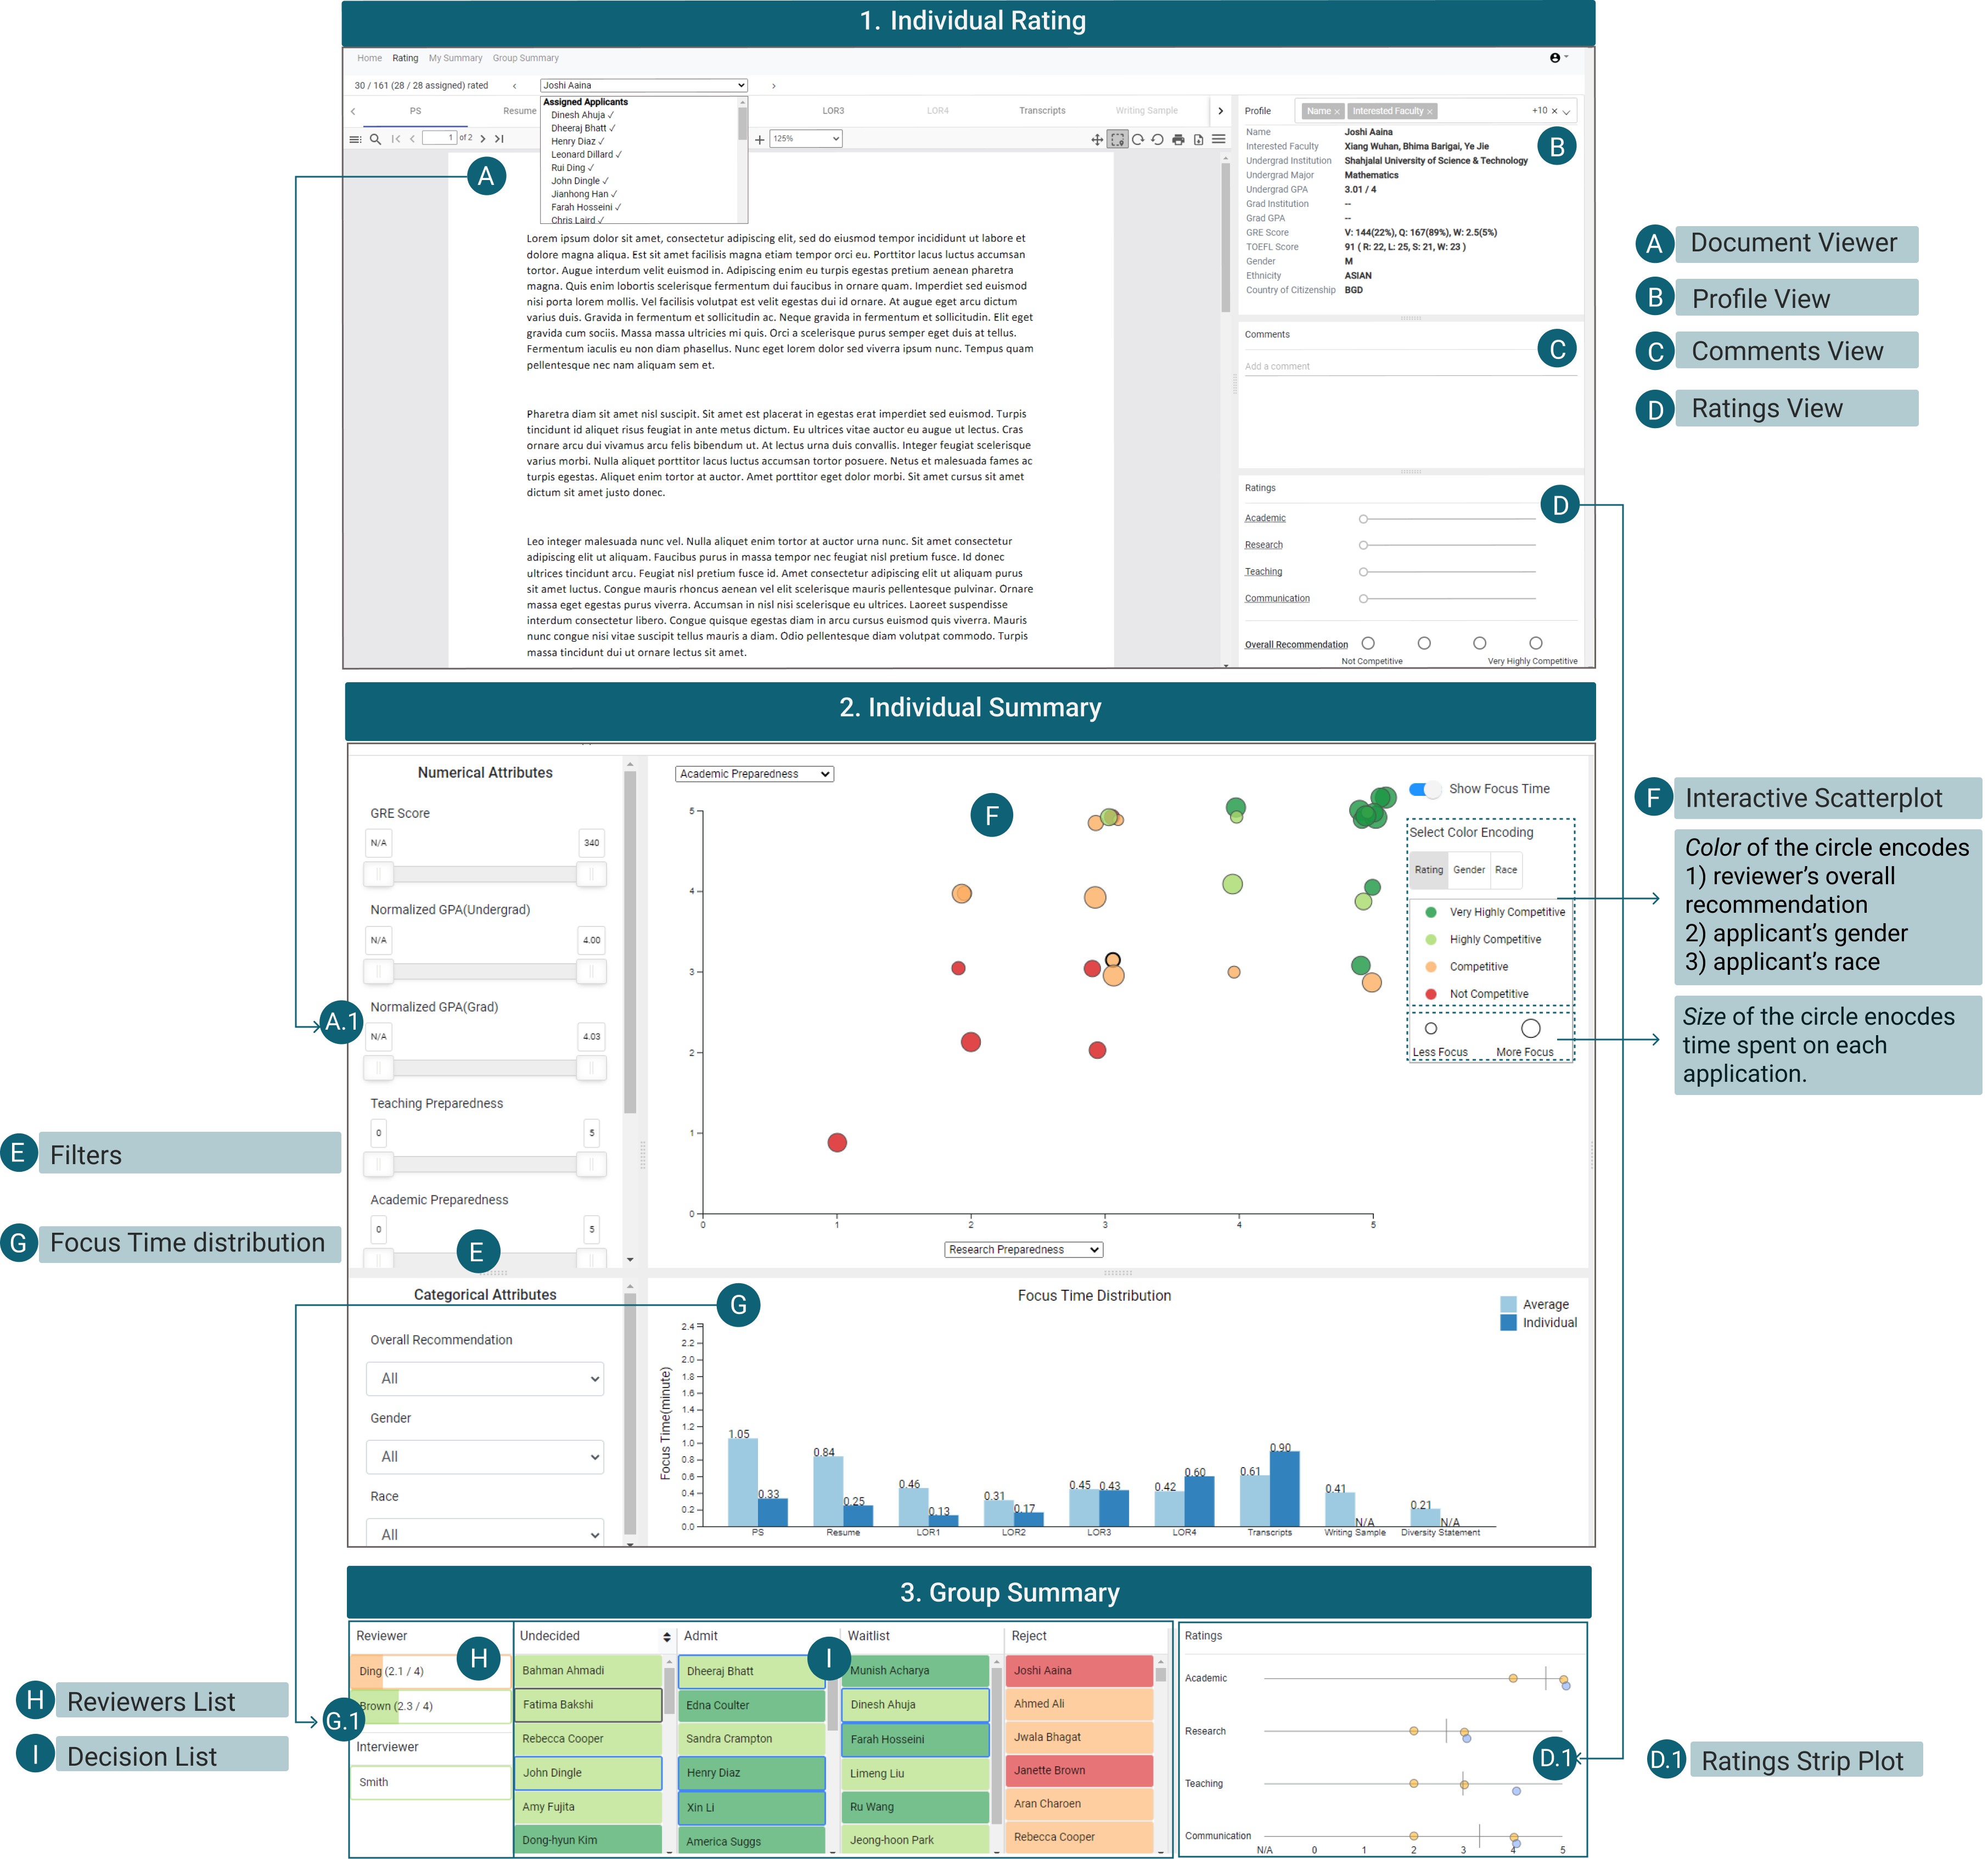 1. Individual Rating
Home Rating My Summary Group Summary
30 / 161 (28 / 28 assigned) rated
Joshi Aaina
PS
Resume
LOR3
LOR4
Transcripts
Writing Sample
Assigned Applicants
Dinesh Ahuja ✓
Dheeraj Bhatt ✓
Henry Diaz ✓
Leonard Dillard ✓
Rui Ding ✓
John Dingle ✓
Jianhong Han ✓
Farah Hosseini ✓
Chris Laird ✓
1 of 2
125%
A
Lorem ipsum dolor sit amet, consectetur adipiscing elit, sed do eiusmod tempor incididunt ut labore et
dolore magna aliqua. Est sit amet facilisis magna etiam tempor orci eu. Porttitor lacus luctus accumsan
tortor. Augue interdum velit euismod in. Adipiscing enim eu turpis egestas pretium aenean pharetra
magna. Quis enim lobortis scelerisque fermentum dui faucibus in ornare quam. Imperdiet sed euismod
nisi porta lorem mollis. Vel facilisis volutpat est velit egestas dui id ornare. At augue eget arcu dictum
varius duis. Gravida in fermentum et sollicitudin ac. Neque gravida in fermentum et sollicitudin. Elit eget
gravida cum sociis. Massa massa ultricies mi quis. Orci a scelerisque purus semper eget duis at tellus.
Fermentum iaculis eu non diam phasellus. Nunc eget lorem dolor sed viverra ipsum nunc. Tempus quam
pellentesque nec nam aliquam sem et.
Pharetra diam sit amet nisl suscipit. Sit amet est placerat in egestas erat imperdiet sed euismod. Turpis
tincidunt id aliquet risus feugiat in ante metus dictum. Eu ultrices vitae auctor eu augue ut lectus. Cras
ornare arcu dui vivamus arcu felis bibendum ut. At lectus urna duis convallis. Integer feugiat scelerisque
varius morbi. Nulla aliquet porttitor lacus luctus accumsan tortor posuere. Netus et malesuada fames ac
turpis egestas. Aliquet enim tortor at auctor. Amet porttitor eget dolor morbi. Sit amet cursus sit amet
dictum sit amet justo donec.
Leo integer malesuada nunc vel. Nulla aliquet enim tortor at auctor urna nunc. Sit amet consectetur
adipiscing elit ut aliquam. Faucibus purus in massa tempor nec feugiat nisl pretium fusce. Id donec
ultrices tincidunt arcu. Feugiat nisl pretium fusce id. Amet consectetur adipiscing elit ut aliquam purus
sit amet luctus. Congue mauris rhoncus aenean vel elit scelerisque mauris pellentesque pulvinar. Ornare
massa eget egestas purus viverra. Accumsan in nisl nisi scelerisque eu ultrices. Laoreet suspendisse
interdum consectetur libero. Congue quisque egestas diam in arcu cursus euismod quis viverra. Mauris
nunc congue nisi vitae suscipit tellus mauris a diam. Odio pellentesque diam volutpat commodo. Turpis
massa tincidunt dui ut ornare lectus sit amet.
Profile Name × Interested Faculty × +10 ×
B
Name Joshi Aaina
Interested Faculty Xiang Wuhan, Bhima Barigai, Ye Jie
Undergrad Institution Shahjalal University of Science & Technology
Undergrad Major Mathematics
Undergrad GPA 3.01 / 4
Grad Institution --
Grad GPA --
GRE Score V: 144(22%), Q: 167(89%), W: 2.5(5%)
TOEFL Score 91 ( R: 22, L: 25, S: 21, W: 23 )
Gender M
Ethnicity ASIAN
Country of Citizenship BGD
Comments
C
Add a comment
Ratings
D
Academic
Research
Teaching
Communication
Overall Recommendation
Not Competitive Very Highly Competitive
A Document Viewer
B Profile View
C Comments View
D Ratings View
2. Individual Summary
Numerical Attributes
GRE Score
N/A 340
Normalized GPA(Undergrad)
N/A 4.00
Normalized GPA(Grad)
A.1
N/A 4.03
Teaching Preparedness
0 5
Academic Preparedness
0 5
E
E Filters
G Focus Time distribution
Academic Preparedness
F
5
4
3
2
1
0
0 1 2 3 4 5
Research Preparedness
Show Focus Time
Select Color Encoding
Rating Gender Race
Very Highly Competitive
Highly Competitive
Competitive
Not Competitive
Less Focus More Focus
F Interactive Scatterplot
Color of the circle encodes
1) reviewer's overall
recommendation
2) applicant's gender
3) applicant's race
Size of the circle enocdes
time spent on each
application.
Categorical Attributes
Overall Recommendation
All
Gender
All
Race
All
G
Focus Time Distribution
Average
Individual
Focus Time(minute)
2.4
2.2
2.0
1.8
1.6
1.4
1.2
1.0
0.8
0.6
0.4
0.2
0.0
1.05 0.33 0.84 0.25 0.46 0.13 0.31 0.17 0.45 0.43 0.42 0.60 0.61 0.90 0.41 N/A 0.21 N/A
PS Resume LOR1 LOR2 LOR3 LOR4 Transcripts Writing Sample Diversity Statement
3. Group Summary
Reviewer
H
Ding (2.1 / 4)
Brown (2.3 / 4)
G.1
Interviewer
Smith
Undecided
Bahman Ahmadi
Fatima Bakshi
Rebecca Cooper
John Dingle
Amy Fujita
Dong-hyun Kim
Admit
I
Dheeraj Bhatt
Edna Coulter
Sandra Crampton
Henry Diaz
Xin Li
America Suggs
Waitlist
Munish Acharya
Dinesh Ahuja
Farah Hosseini
Limeng Liu
Ru Wang
Jeong-hoon Park
Reject
Joshi Aaina
Ahmed Ali
Jwala Bhagat
Janette Brown
Aran Charoen
Rebecca Cooper
Ratings
Academic
Research
D.1
Teaching
Communication
N/A 0 1 2 3 4 5
H Reviewers List
I Decision List
D.1 Ratings Strip Plot